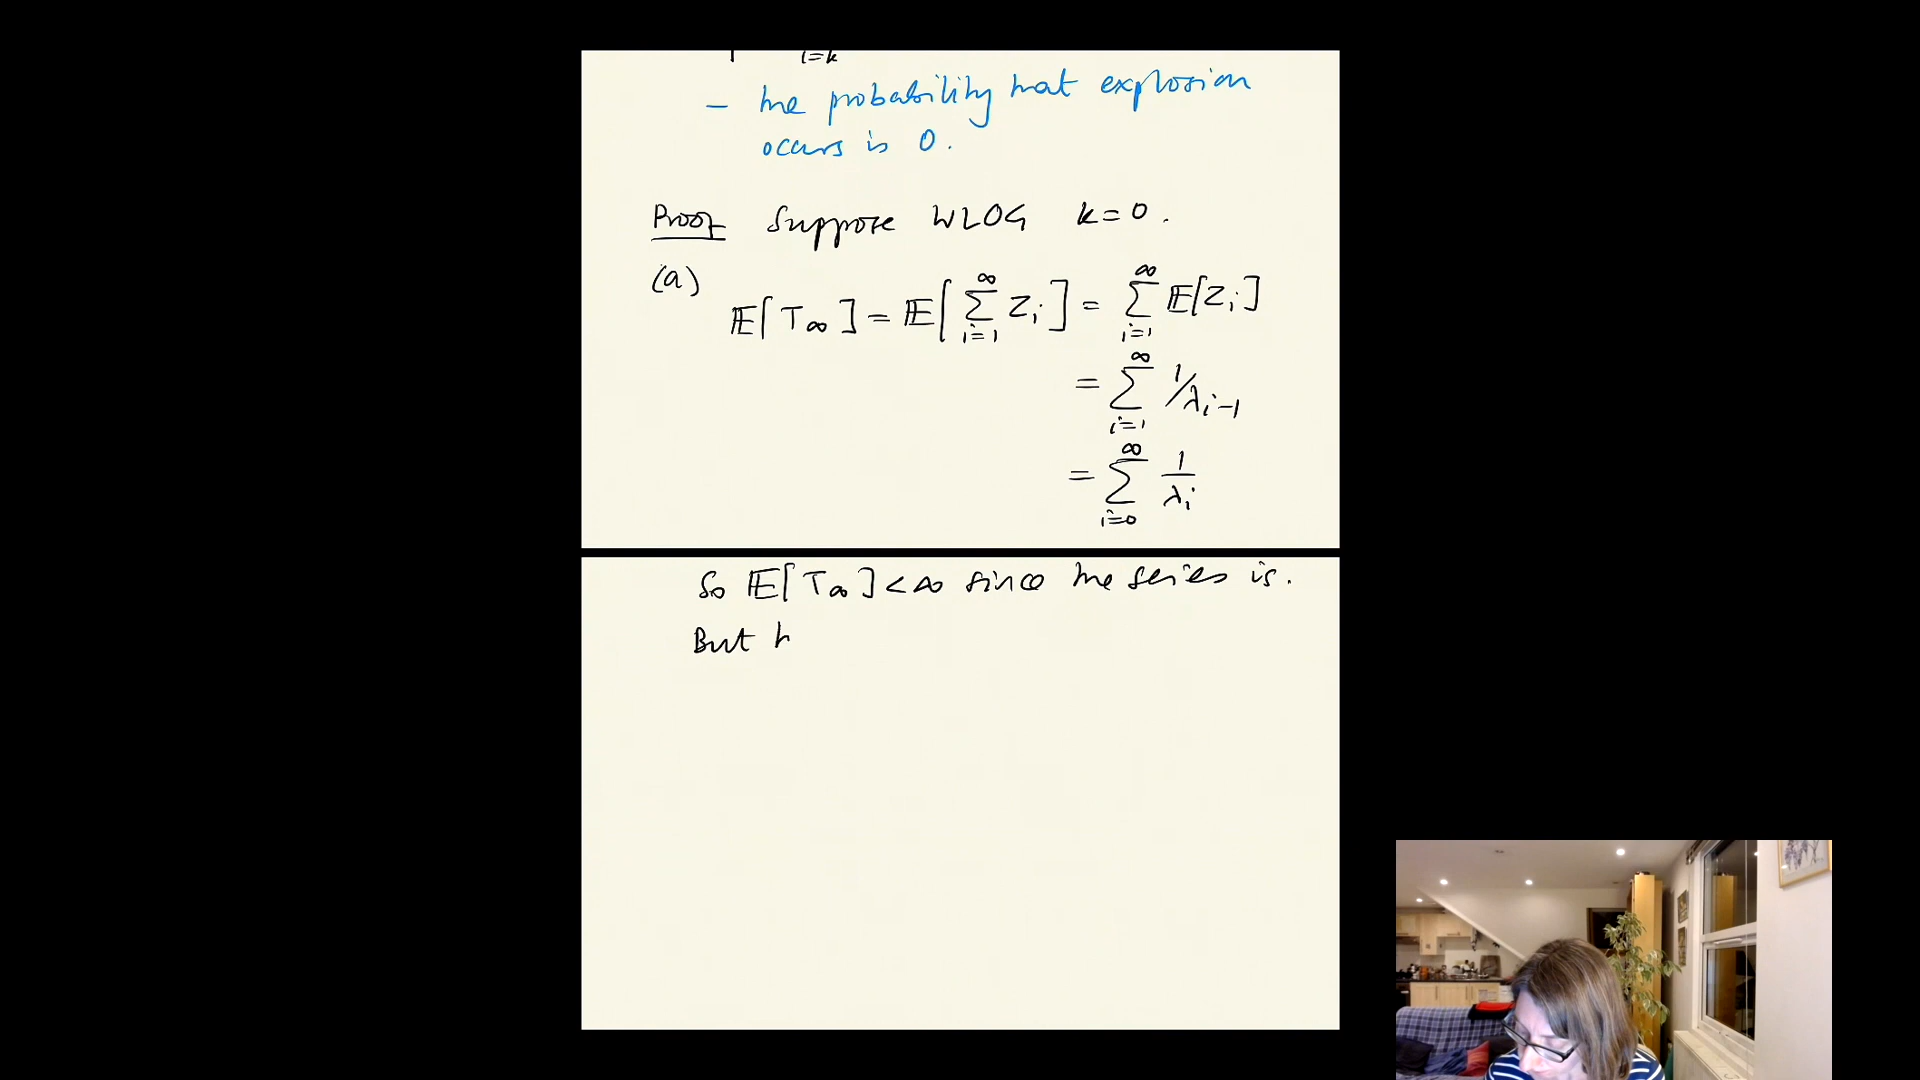 i=k
– the probability that explosion
occurs is 0.
Proof Suppose WLOG k=0.
(a)
𝔼[T∞] = 𝔼[∑_{i=1}^{∞} Z_i] = ∑_{i=1}^{∞} 𝔼[Z_i]
= ∑_{i=1}^{∞} 1/λ_{i-1}
= ∑_{i=0}^{∞} 1/λ_i
So 𝔼[T∞] < ∞ since the series is.
But h